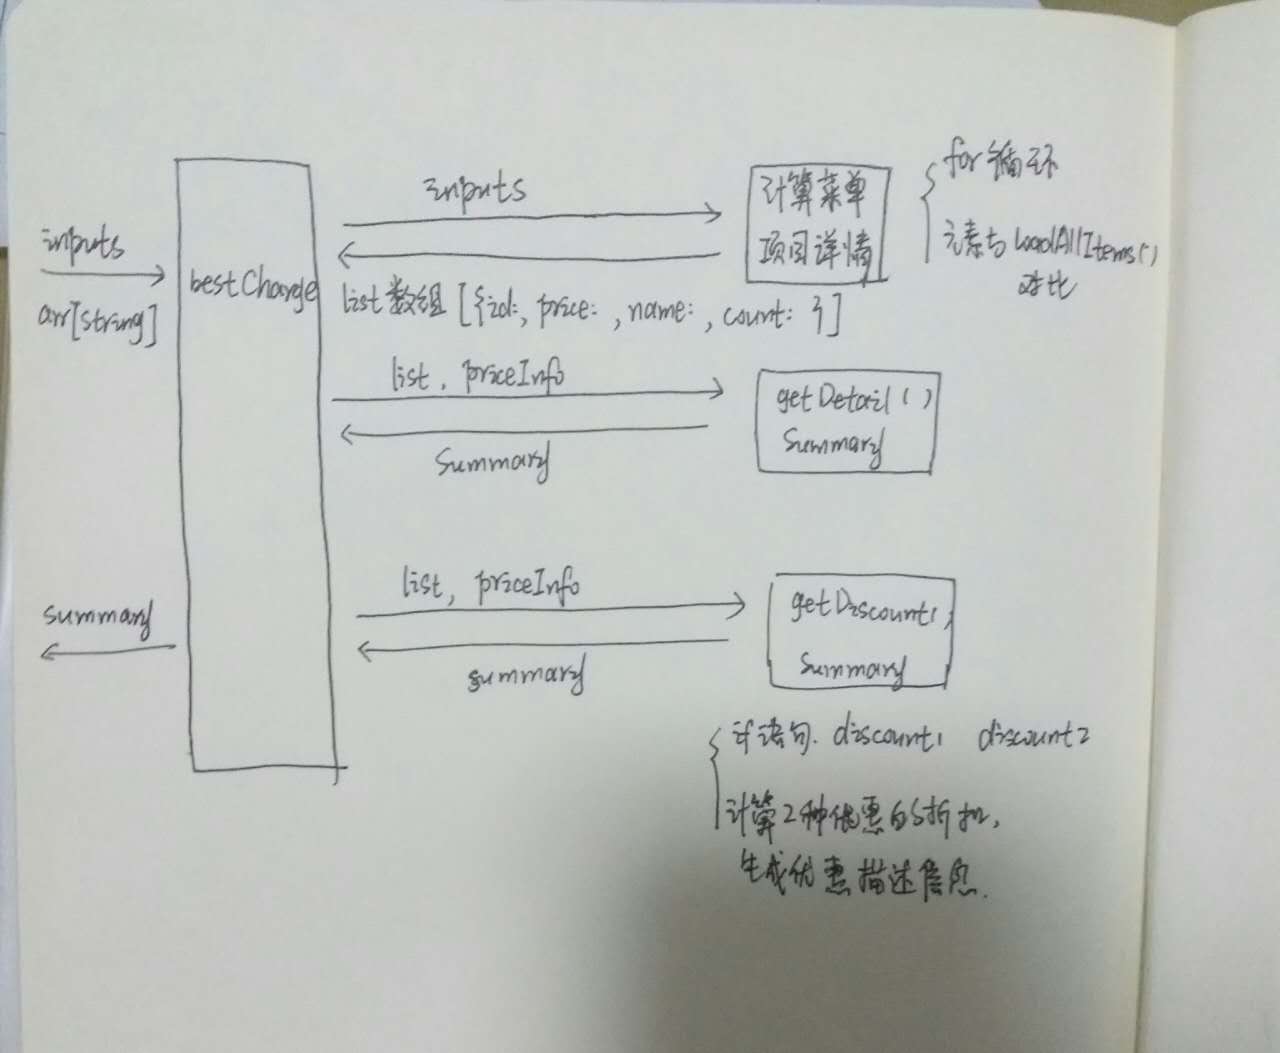 inputs
arr[string]
bestCharge
summary
inputs
list数组 [{id:, price: , name: , count: }]
计算菜单
项目详情
for循环
元素与loadAllItems()
对比
list, priceInfo
summary
getDetail()
Summary
list, priceInfo
summary
getDiscount()
Summary
if语句. discount1 discount2
计算2种优惠的折扣,
生成优惠描述信息.